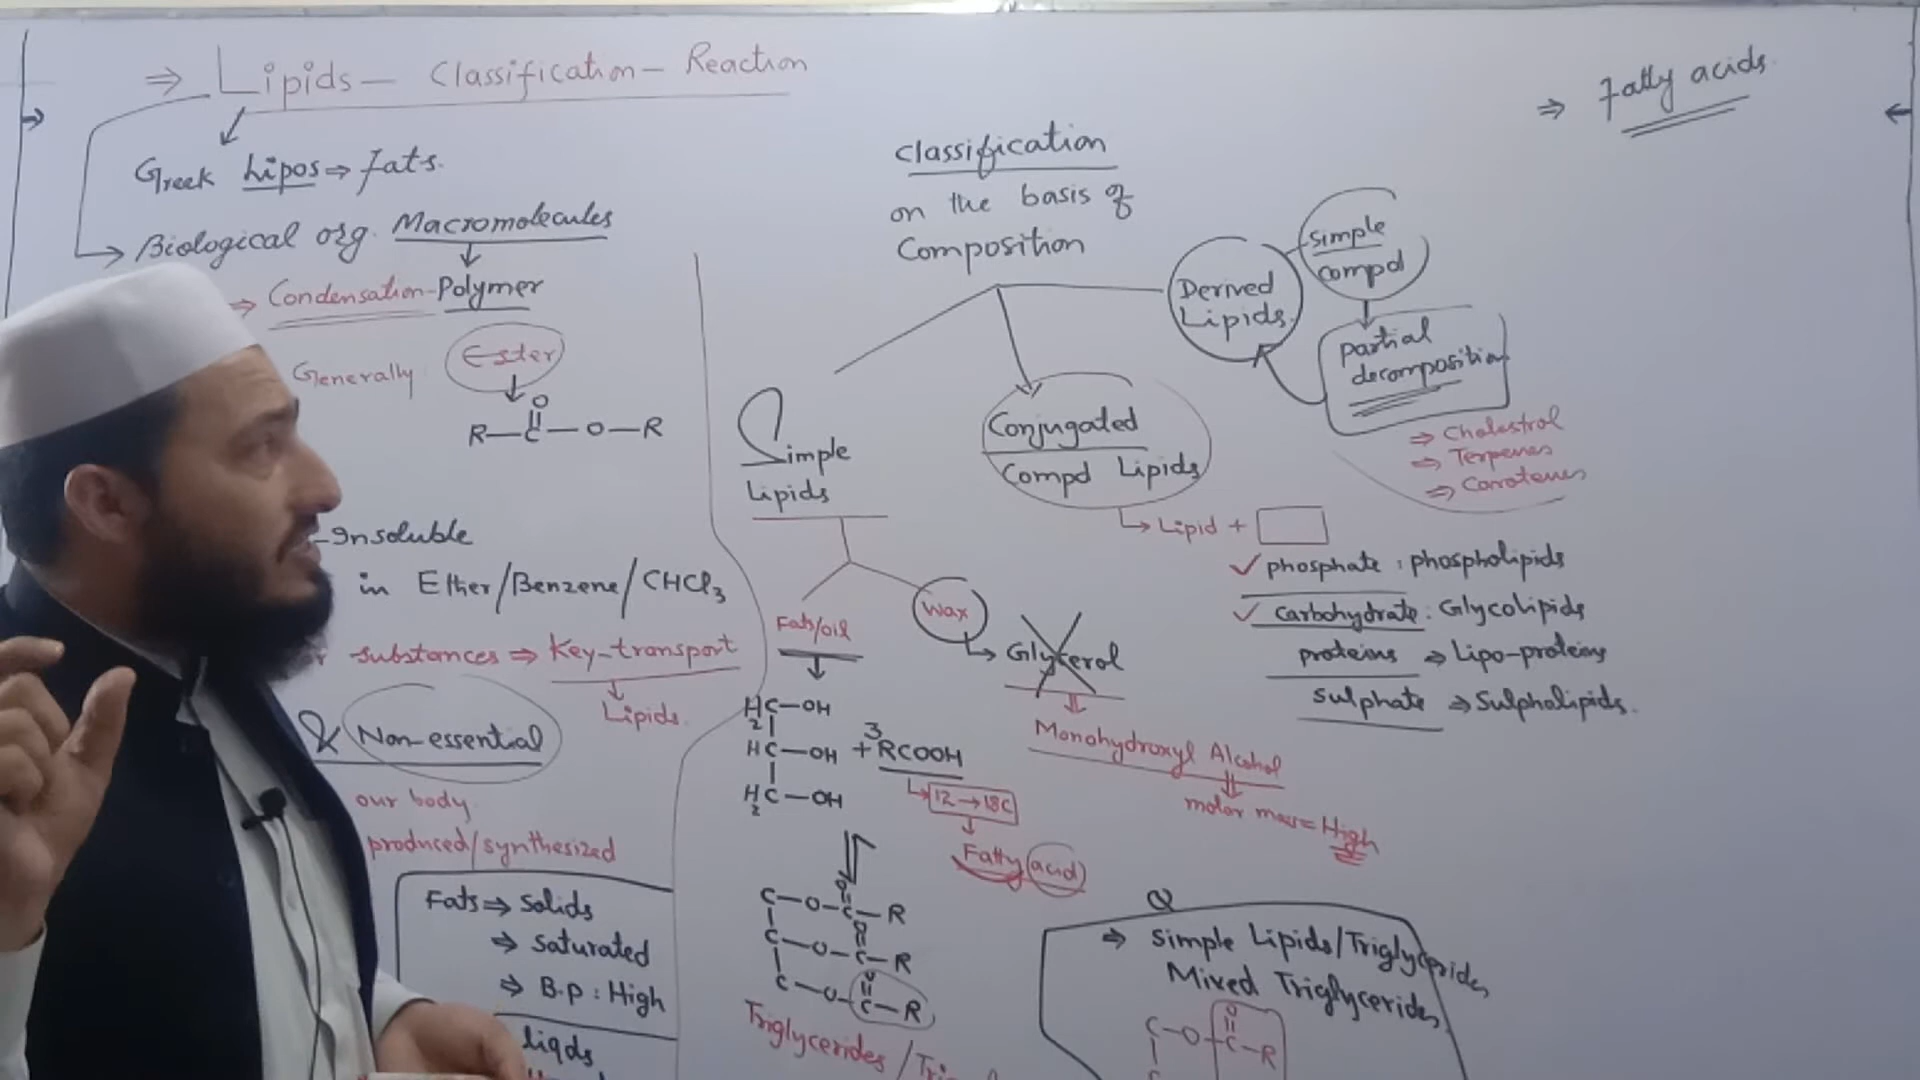 ⇒ Lipids – Classification – Reaction
Greek Lipos ⇒ fats.
Biological org. Macromolecules
⇒ Condensation-Polymer
Generally Ester
O
R—C—O—R
Insoluble
in Ether/Benzene/CHCl3
substances ⇒ Key-transport
Lipids.
& Non-essential
our body
produced/synthesized
Fats ⇒ Solids
⇒ Saturated
⇒ B.p : High
liqds
Classification
on the basis of
Composition
Simple
Lipids
Fats/oil
Wax
Glycerol
Monohydroxyl Alcohol
molar mass = High
H2C—OH
HC—OH + 3RCOOH
H2C—OH
12 → 18C
Fatty acid
O
C—O—C—R
O
C—O—C—R
O
C—O—C—R
Triglycerides /
Conjugated
Compd Lipids
Lipid +
✓ phosphate : phospholipids
✓ Carbohydrate : Glycolipids
proteins ⇒ Lipo-proteins
Sulphate ⇒ Sulpholipids.
Derived
Lipids.
Simple
Compd
partial
decomposition
⇒ Cholestrol
⇒ Terpenes
⇒ Carotenes
Q
⇒ Simple Lipids/Triglycerides
Mixed Triglycerides
O
C—O—C—R
⇒ Fatty acids